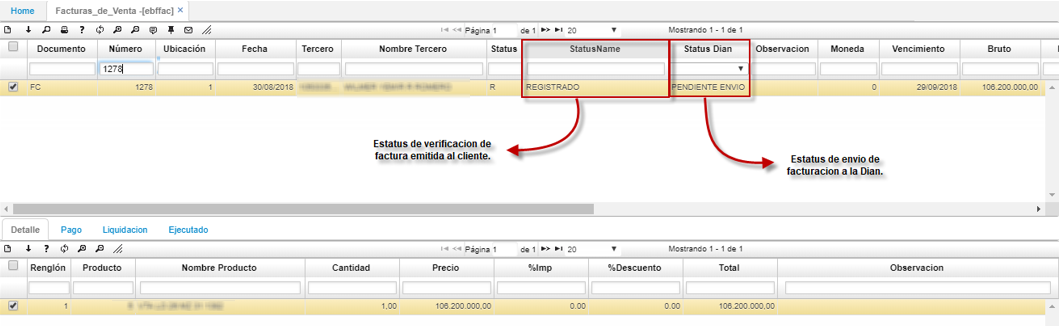 Home Facturas_de_Venta -[ebffac] ×
Página 1 de 1 20 Mostrando 1 - 1 de 1
Documento Número Ubicación Fecha Tercero Nombre Tercero Status StatusName Status Dian Observacion Moneda Vencimiento Bruto
1278
FC 1278 1 30/08/2018 R REGISTRADO PENDIENTE ENVIO 0 29/09/2018 106.200.000,00
Estatus de verificacion de
factura emitida al cliente.
Estatus de envio de
facturacion a la Dian.
Detalle Pago Liquidacion Ejecutado
Página 1 de 1 20 Mostrando 1 - 1 de 1
Renglón Producto Nombre Producto Cantidad Precio %Imp %Descuento Total Observacion
1 1,00 106.200.000,00 0.00 0.00 106.200.000,00